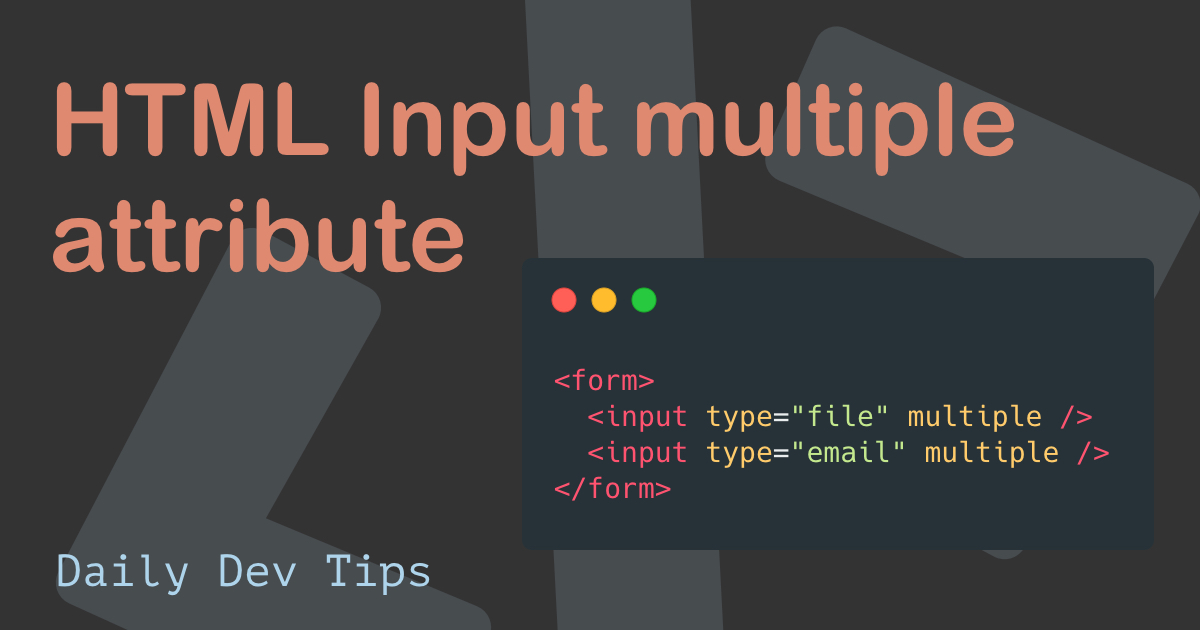 HTML Input multiple
attribute
<form>
  <input type="file" multiple />
  <input type="email" multiple />
</form>
Daily Dev Tips